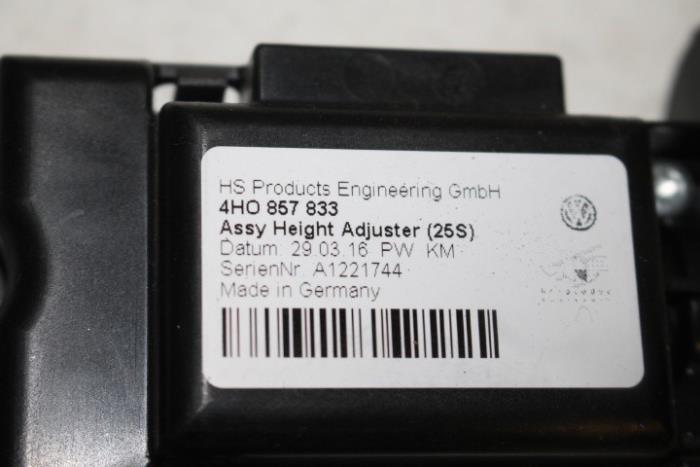 HS Products Engineering GmbH
4HO 857 833
Assy Height Adjuster (25S)
Datum: 29.03.16 PW KM
SerienNr. A1221744
Made in Germany